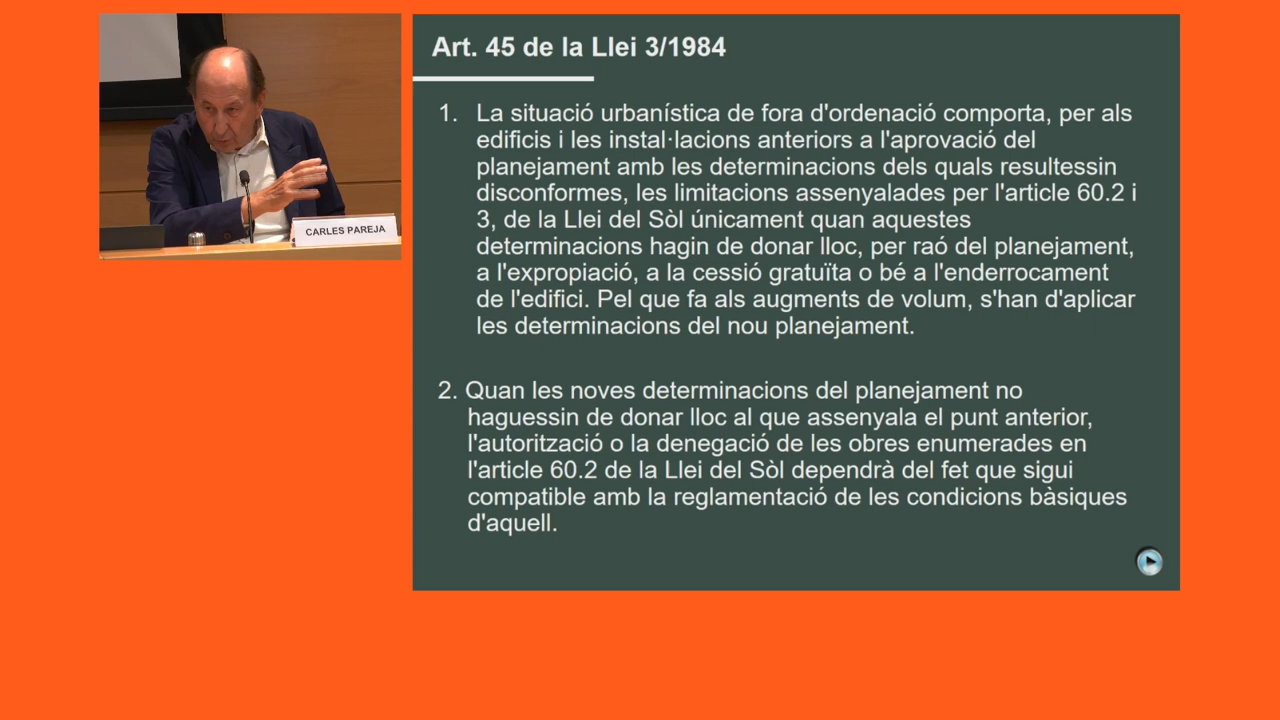 CARLES PAREJA
Art. 45 de la Llei 3/1984
1. La situació urbanística de fora d'ordenació comporta, per als
edificis i les instal·lacions anteriors a l'aprovació del
planejament amb les determinacions dels quals resultessin
disconformes, les limitacions assenyalades per l'article 60.2 i
3, de la Llei del Sòl únicament quan aquestes
determinacions hagin de donar lloc, per raó del planejament,
a l'expropiació, a la cessió gratuïta o bé a l'enderrocament
de l'edifici. Pel que fa als augments de volum, s'han d'aplicar
les determinacions del nou planejament.
2. Quan les noves determinacions del planejament no
haguessin de donar lloc al que assenyala el punt anterior,
l'autorització o la denegació de les obres enumerades en
l'article 60.2 de la Llei del Sòl dependrà del fet que sigui
compatible amb la reglamentació de les condicions bàsiques
d'aquell.